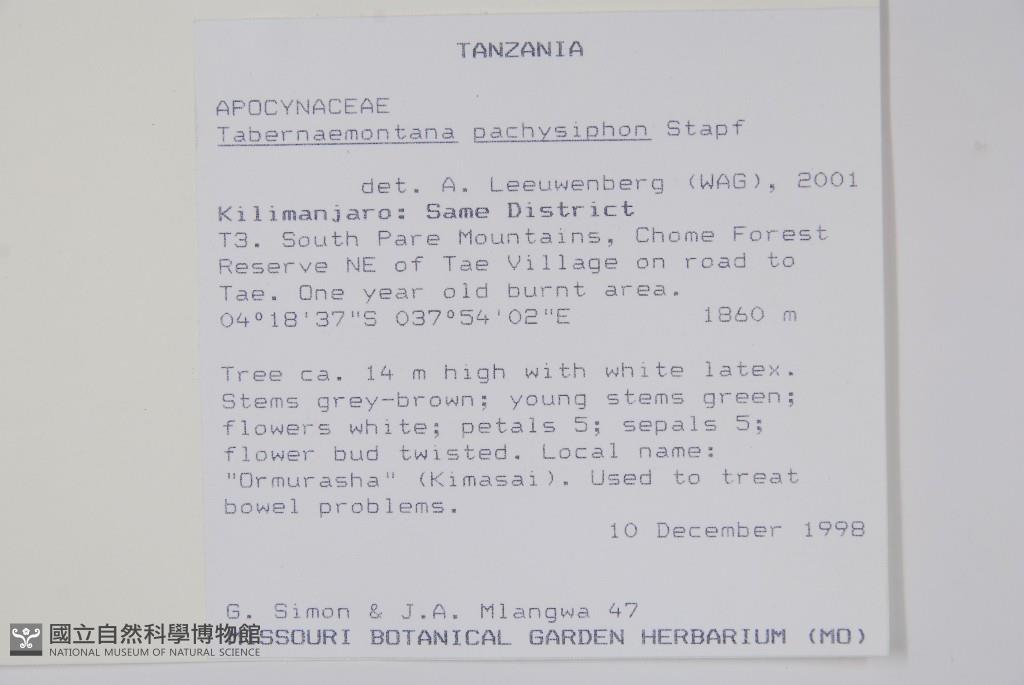 TANZANIA
APOCYNACEAE
Tabernaemontana pachysiphon Stapf
det. A. Leeuwenberg (WAG), 2001
Kilimanjaro: Same District
T3. South Pare Mountains, Chome Forest
Reserve NE of Tae Village on road to
Tae. One year old burnt area.
04°18'37"S 037°54'02"E 1860 m
Tree ca. 14 m high with white latex.
Stems grey-brown; young stems green;
flowers white; petals 5; sepals 5;
flower bud twisted. Local name:
"Ormurasha" (Kimasai). Used to treat
bowel problems.
10 December 1998
G. Simon & J.A. Mlangwa 47
MISSOURI BOTANICAL GARDEN HERBARIUM (MO)
國立自然科學博物館
NATIONAL MUSEUM OF NATURAL SCIENCE